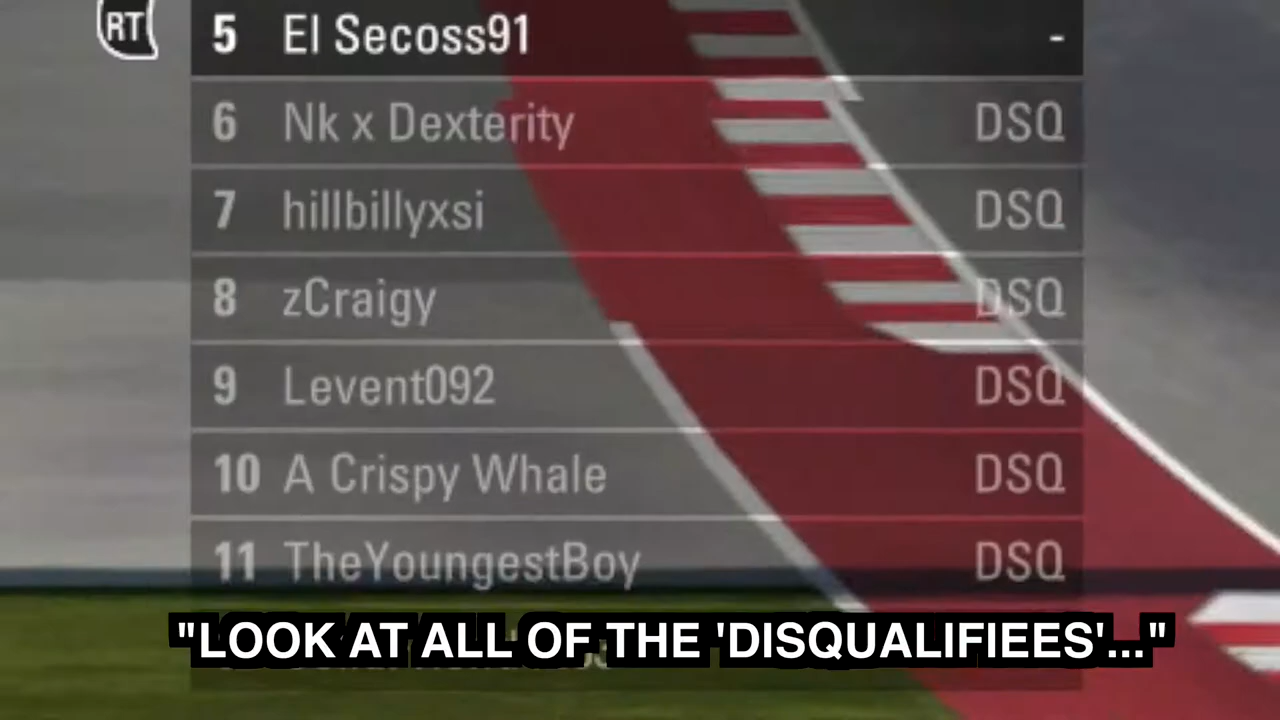 RT 5 El Secoss91 -
6 Nk x Dexterity DSQ
7 hillbillyxsi DSQ
8 zCraigy DSQ
9 Levent092 DSQ
10 A Crispy Whale DSQ
11 TheYoungestBoy DSQ
"LOOK AT ALL OF THE 'DISQUALIFIEES'..."